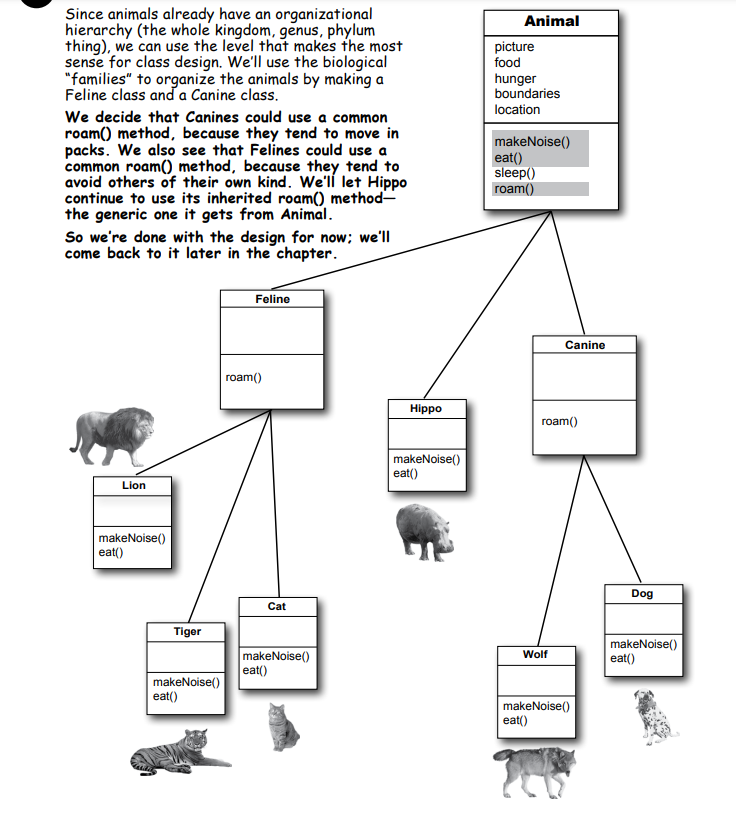 Since animals already have an organizational
hierarchy (the whole kingdom, genus, phylum
thing), we can use the level that makes the most
sense for class design. We'll use the biological
"families" to organize the animals by making a
Feline class and a Canine class.
We decide that Canines could use a common
roam() method, because they tend to move in
packs. We also see that Felines could use a
common roam() method, because they tend to
avoid others of their own kind. We'll let Hippo
continue to use its inherited roam() method—
the generic one it gets from Animal.
So we're done with the design for now; we'll
come back to it later in the chapter.
Animal
picture
food
hunger
boundaries
location
makeNoise()
eat()
sleep()
roam()
Feline
roam()
Canine
roam()
Hippo
makeNoise()
eat()
Lion
makeNoise()
eat()
Tiger
makeNoise()
eat()
Cat
makeNoise()
eat()
Wolf
makeNoise()
eat()
Dog
makeNoise()
eat()